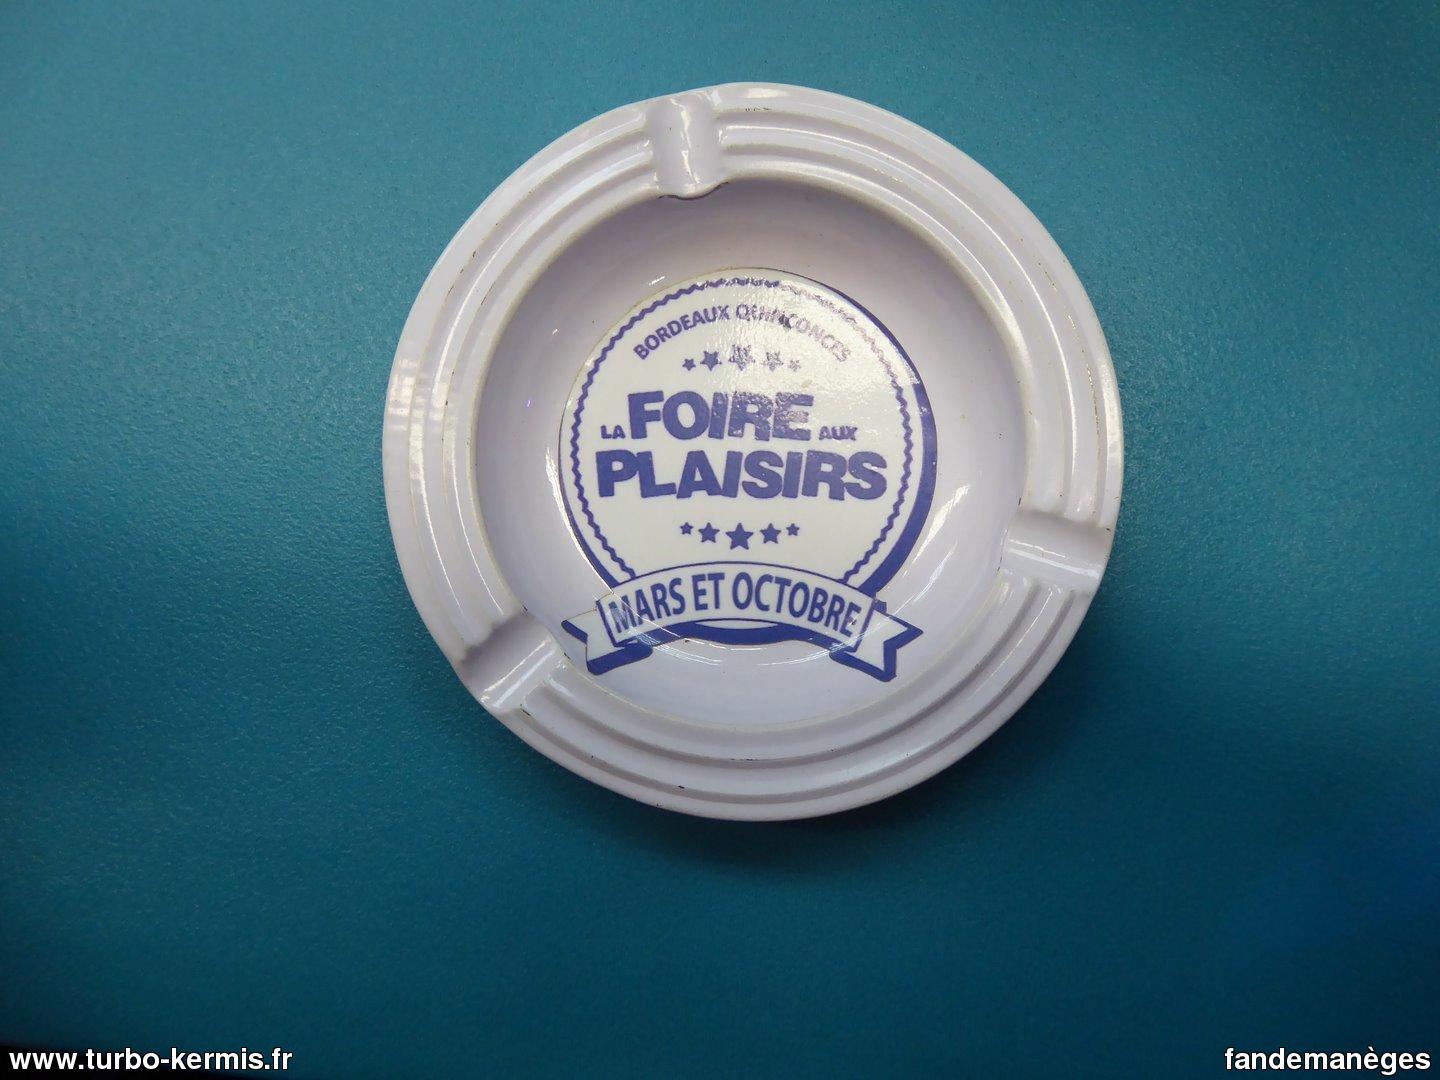 BORDEAUX QUINCONCES
LA FOIRE AUX
PLAISIRS
MARS ET OCTOBRE
www.turbo-kermis.fr
fandemanèges